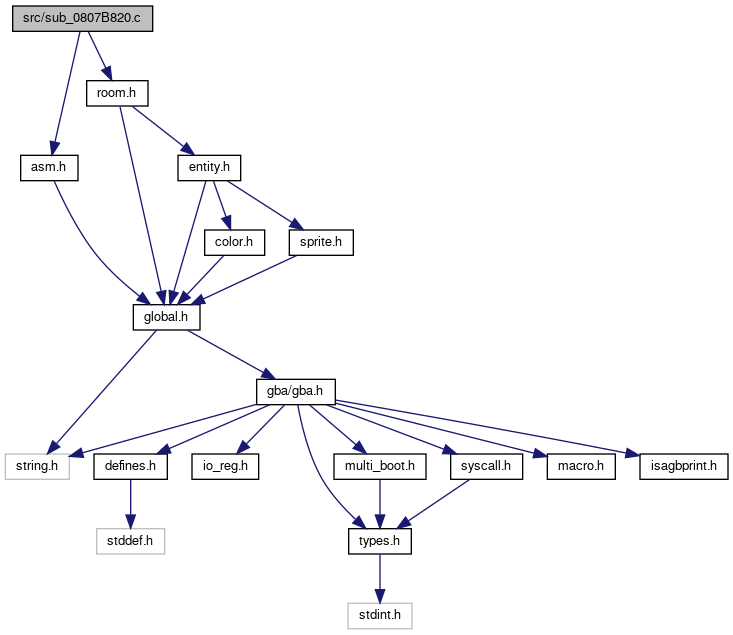 src/sub_0807B820.c
room.h
asm.h
entity.h
color.h
sprite.h
global.h
gba/gba.h
string.h
defines.h
io_reg.h
multi_boot.h
syscall.h
macro.h
isagbprint.h
stddef.h
types.h
stdint.h